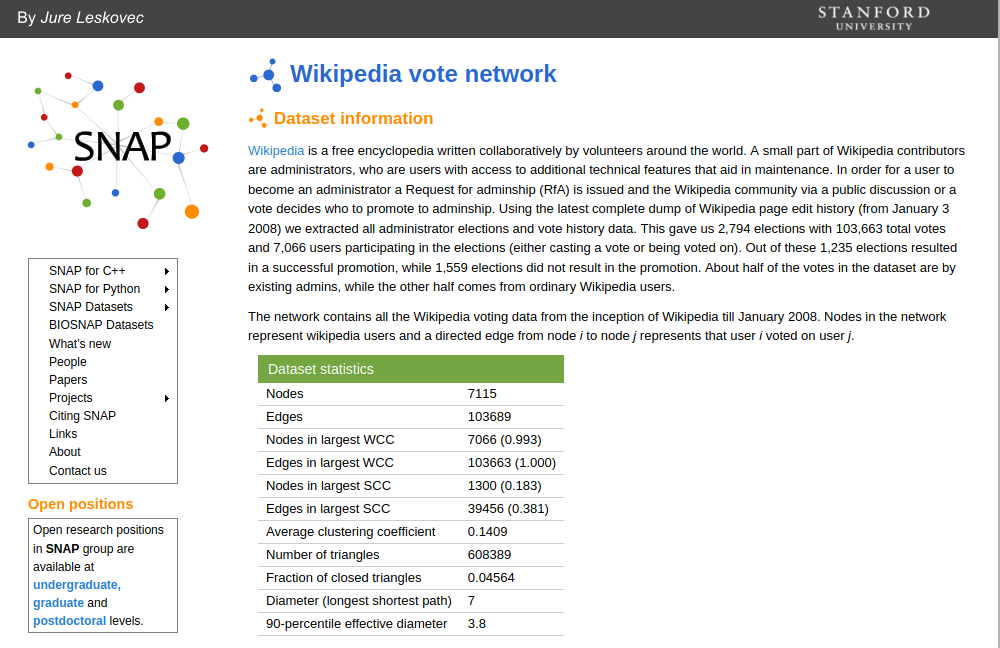 By Jure Leskovec
STANFORD
UNIVERSITY
SNAP
SNAP for C++
SNAP for Python
SNAP Datasets
BIOSNAP Datasets
What's new
People
Papers
Projects
Citing SNAP
Links
About
Contact us
Open positions
Open research positions
in SNAP group are
available at
undergraduate,
graduate and
postdoctoral levels.
Wikipedia vote network
Dataset information
Wikipedia is a free encyclopedia written collaboratively by volunteers around the world. A small part of Wikipedia contributors
are administrators, who are users with access to additional technical features that aid in maintenance. In order for a user to
become an administrator a Request for adminship (RfA) is issued and the Wikipedia community via a public discussion or a
vote decides who to promote to adminship. Using the latest complete dump of Wikipedia page edit history (from January 3
2008) we extracted all administrator elections and vote history data. This gave us 2,794 elections with 103,663 total votes
and 7,066 users participating in the elections (either casting a vote or being voted on). Out of these 1,235 elections resulted
in a successful promotion, while 1,559 elections did not result in the promotion. About half of the votes in the dataset are by
existing admins, while the other half comes from ordinary Wikipedia users.
The network contains all the Wikipedia voting data from the inception of Wikipedia till January 2008. Nodes in the network
represent wikipedia users and a directed edge from node i to node j represents that user i voted on user j.
Dataset statistics
Nodes 7115
Edges 103689
Nodes in largest WCC 7066 (0.993)
Edges in largest WCC 103663 (1.000)
Nodes in largest SCC 1300 (0.183)
Edges in largest SCC 39456 (0.381)
Average clustering coefficient 0.1409
Number of triangles 608389
Fraction of closed triangles 0.04564
Diameter (longest shortest path) 7
90-percentile effective diameter 3.8